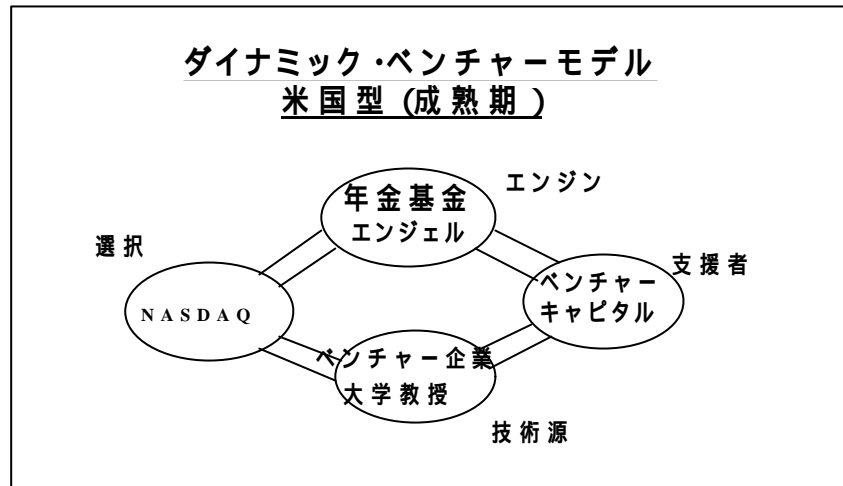 ダイナミック・ベンチャーモデル
米国型 (成熟期 )
エンジン
年金基金
エンジェル
選択
支援者
ベンチャー
キャピタル
NASDAQ
ベンチャー企業
大学教授
技術源